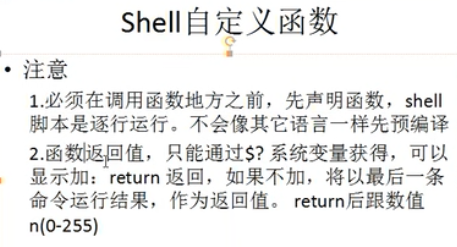 Shell自定义函数
• 注意
1.必须在调用函数地方之前，先声明函数，shell
脚本是逐行运行。不会像其它语言一样先预编译
2.函数返回值，只能通过$? 系统变量获得，可以
显示加：return 返回，如果不加，将以最后一条
命令运行结果，作为返回值。 return后跟数值
n(0-255)